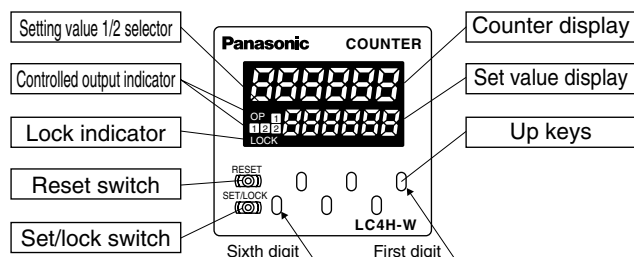 Setting value 1/2 selector
Controlled output indicator
Lock indicator
Reset switch
Set/lock switch
Panasonic COUNTER
888888
OP 1
1 2 2 888888
LOCK
RESET
SET/LOCK
LC4H-W
Sixth digit First digit
Counter display
Set value display
Up keys